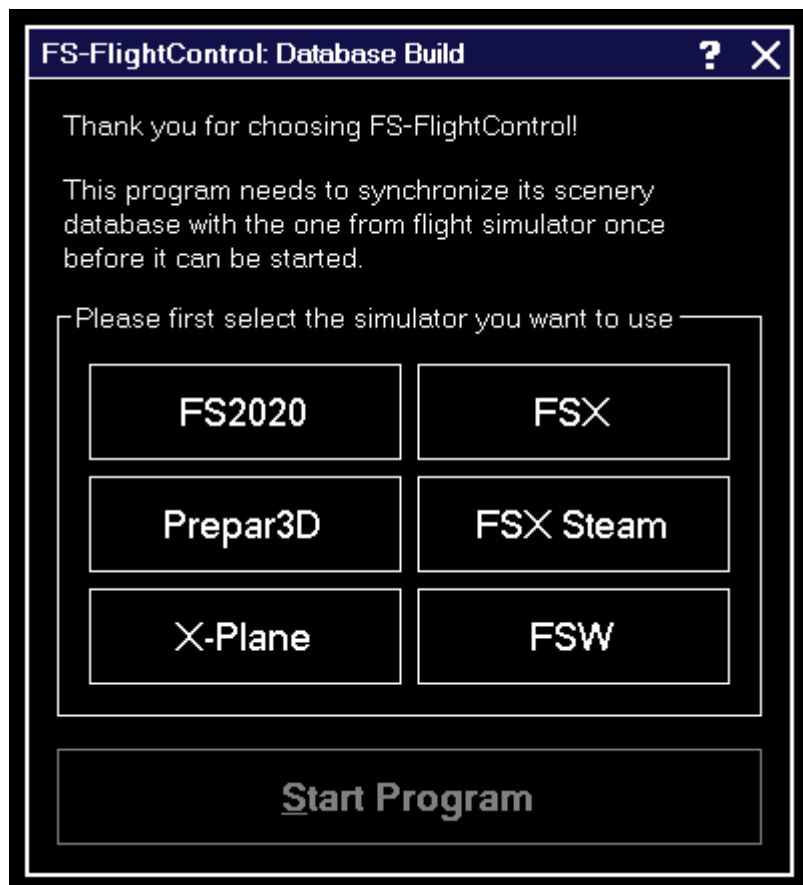 FS-FlightControl: Database Build
Thank you for choosing FS-FlightControl!
This program needs to synchronize its scenery
database with the one from flight simulator once
before it can be started.
Please first select the simulator you want to use
FS2020 FSX
Prepar3D FSX Steam
X-Plane FSW
Start Program